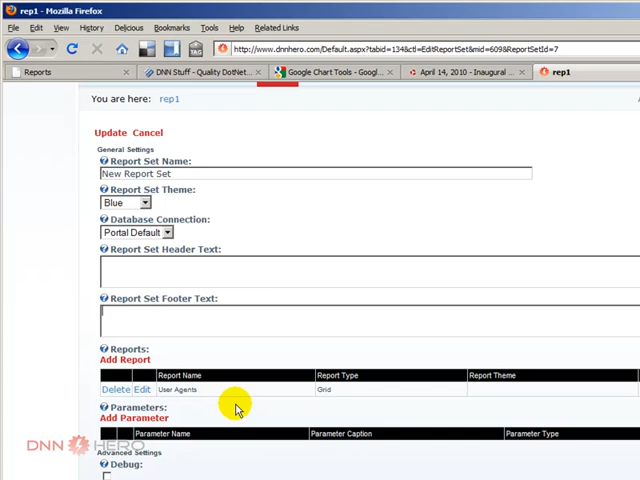 rep1 - Mozilla Firefox
File Edit View History Delicious Bookmarks Tools Help Related Links
TAG http://www.dnnhero.com/Default.aspx?tabid=134&ctl=EditReportSet&mid=609&ReportSetId=7
Reports DNN Stuff - Quality DotNet... Google Chart Tools - Googl... April 14, 2010 - Inaugural ... rep1
You are here: rep1
Update Cancel
General Settings
Report Set Name:
New Report Set
Report Set Theme:
Blue
Database Connection:
Portal Default
Report Set Header Text:
Report Set Footer Text:
Reports:
Add Report
Report Name Report Type Report Theme
Delete Edit User Agents Grid
Parameters:
Add Parameter
Parameter Name Parameter Caption Parameter Type
DNN HERO
Advanced Settings
Debug: